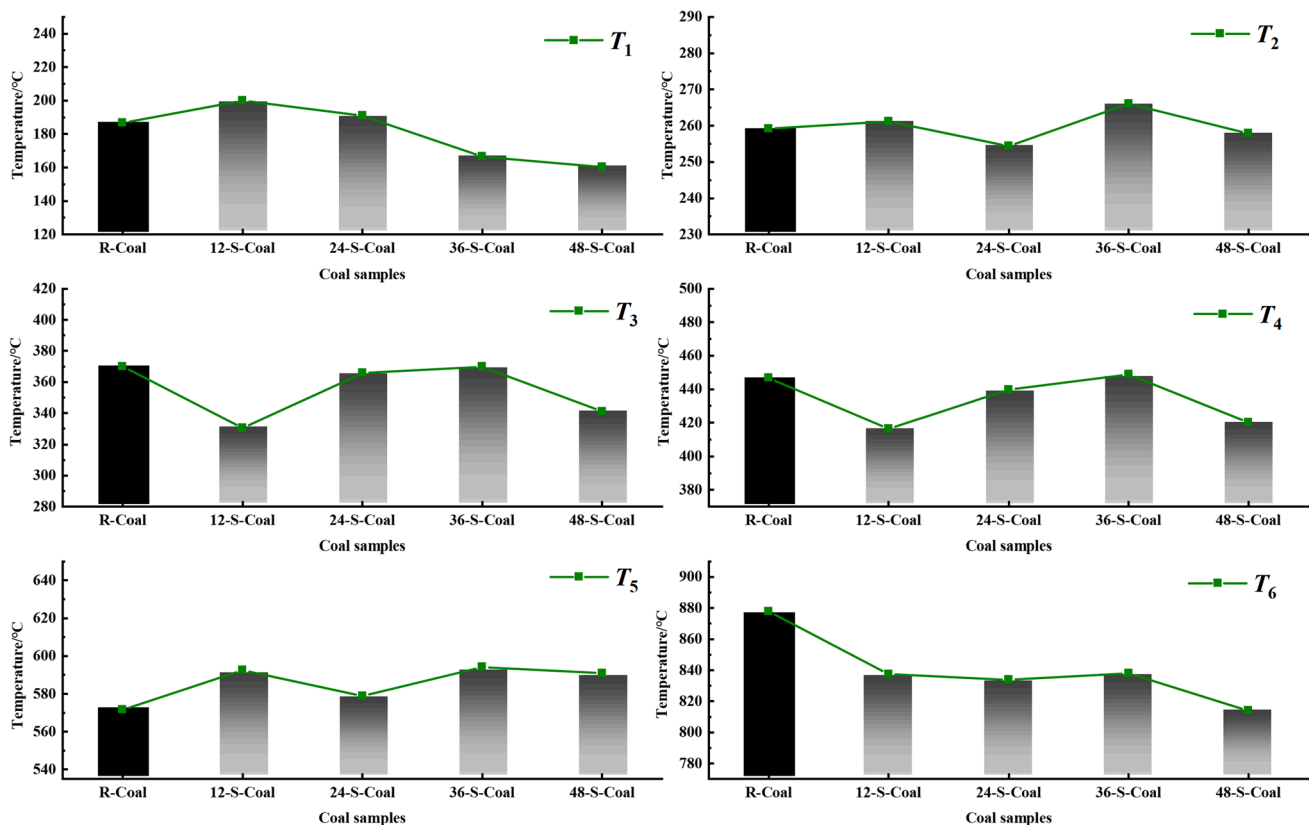 T1
Temperature/°C
240
220
200
180
160
140
120
R-Coal 12-S-Coal 24-S-Coal 36-S-Coal 48-S-Coal
Coal samples
T2
Temperature/°C
290
280
270
260
250
240
230
R-Coal 12-S-Coal 24-S-Coal 36-S-Coal 48-S-Coal
Coal samples
T3
Temperature/°C
420
400
380
360
340
320
300
280
R-Coal 12-S-Coal 24-S-Coal 36-S-Coal 48-S-Coal
Coal samples
T4
Temperature/°C
500
480
460
440
420
400
380
R-Coal 12-S-Coal 24-S-Coal 36-S-Coal 48-S-Coal
Coal samples
T5
Temperature/°C
640
620
600
580
560
540
R-Coal 12-S-Coal 24-S-Coal 36-S-Coal 48-S-Coal
Coal samples
T6
Temperature/°C
900
880
860
840
820
800
780
R-Coal 12-S-Coal 24-S-Coal 36-S-Coal 48-S-Coal
Coal samples